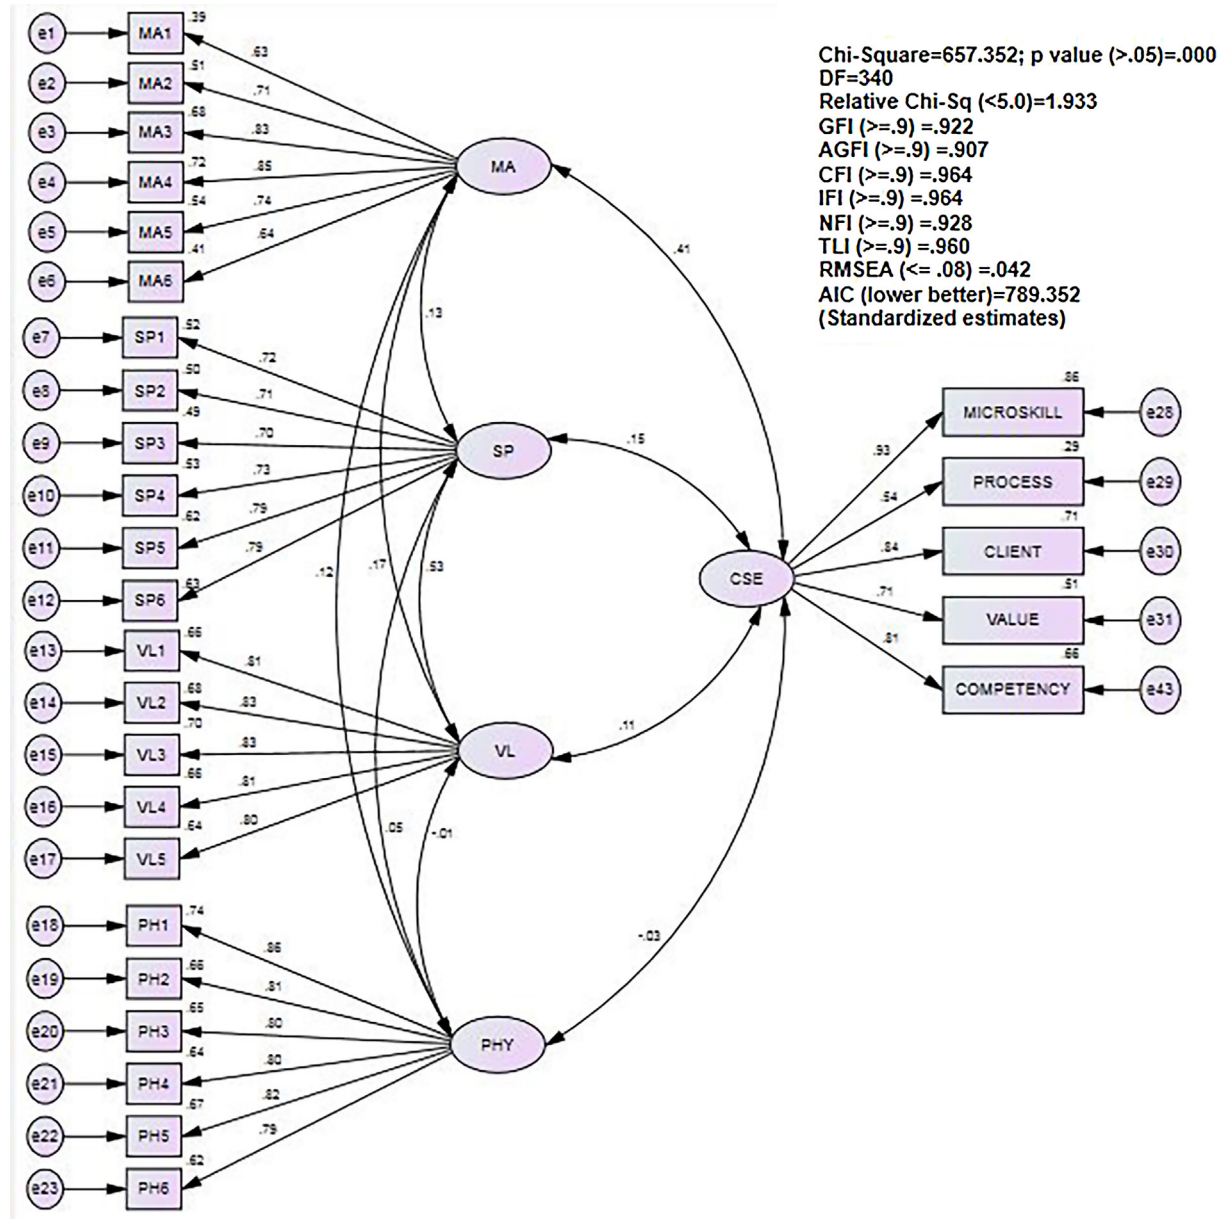 Chi-Square=657.352; p value (>.05)=.000
DF=340
Relative Chi-Sq (<5.0)=1.933
GFI (>=.9) =.922
AGFI (>=.9) =.907
CFI (>=.9) =.964
IFI (>=.9) =.964
NFI (>=.9) =.928
TLI (>=.9) =.960
RMSEA (<= .08) =.042
AIC (lower better)=789.352
(Standardized estimates)
.39
e1 MA1 .63
.51
e2 MA2 .71
.68
e3 MA3 .83
.72
e4 MA4 .85
.54
e5 MA5 .74
.41
e6 MA6 .64
MA
.41
.13
.52
e7 SP1 .72
.50
e8 SP2 .71
.49
e9 SP3 .70
.53
e10 SP4 .73
.62
e11 SP5 .79
.63
e12 SP6 .79
SP
.15
.12 .17 .53
.66
e13 VL1 .81
.68
e14 VL2 .83
.70
e15 VL3 .83
.66
e16 VL4 .81
.64
e17 VL5 .80
VL
.11
.05 -.01
.74
e18 PH1 .86
.66
e19 PH2 .81
.65
e20 PH3 .80
.64
e21 PH4 .80
.67
e22 PH5 .82
.62
e23 PH6 .79
PHY
-.03
CSE
.86
.93 MICROSKILL e28
.29
.54 PROCESS e29
.71
.84 CLIENT e30
.51
.71 VALUE e31
.66
.81 COMPETENCY e43